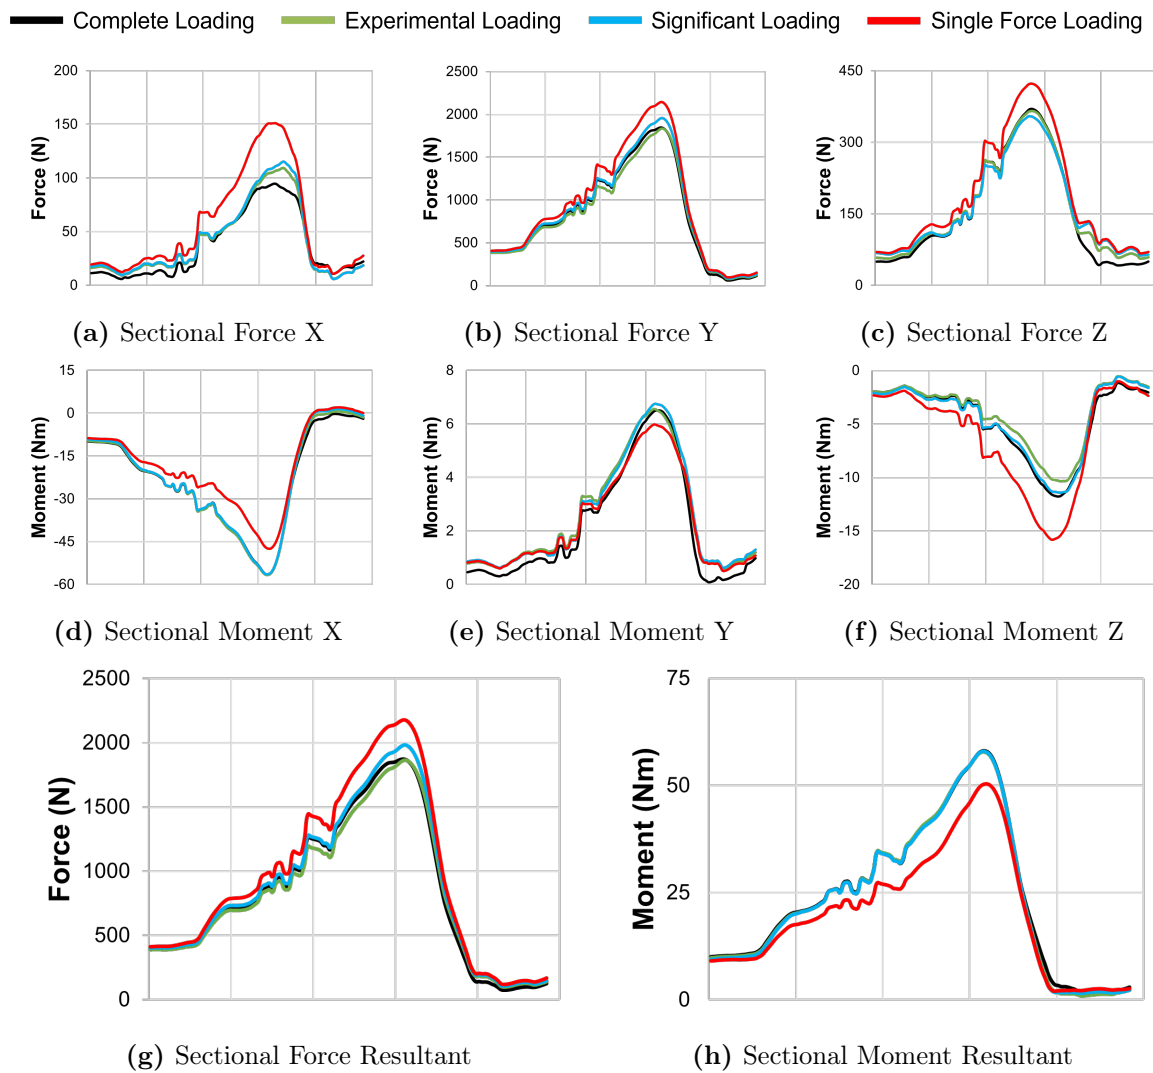 Complete Loading Experimental Loading Significant Loading Single Force Loading
200
150
100
50
0
Force (N)
2500
2000
1500
1000
500
0
Force (N)
450
300
150
0
Force (N)
(a) Sectional Force X
(b) Sectional Force Y
(c) Sectional Force Z
15
0
-15
-30
-45
-60
Moment (Nm)
8
6
4
2
0
Moment (Nm)
0
-5
-10
-15
-20
Moment (Nm)
(d) Sectional Moment X
(e) Sectional Moment Y
(f) Sectional Moment Z
2500
2000
1500
1000
500
0
Force (N)
75
50
25
0
Moment (Nm)
(g) Sectional Force Resultant
(h) Sectional Moment Resultant